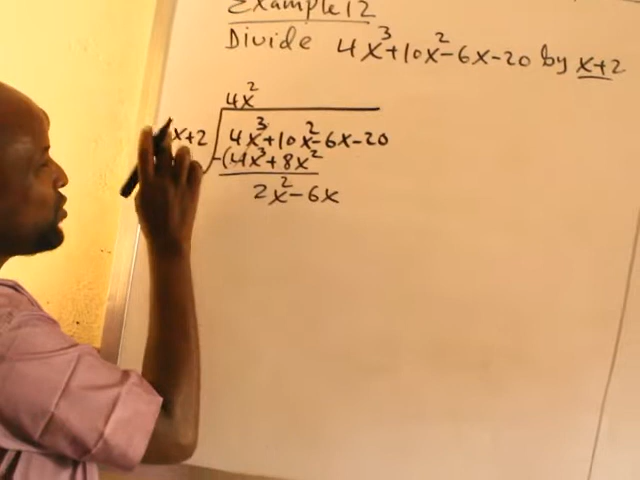 Example 12
Divide 4x³+10x²-6x-20 by x+2
4x²
x+2 4x³+10x²-6x-20
-(4x³+8x²
2x²-6x